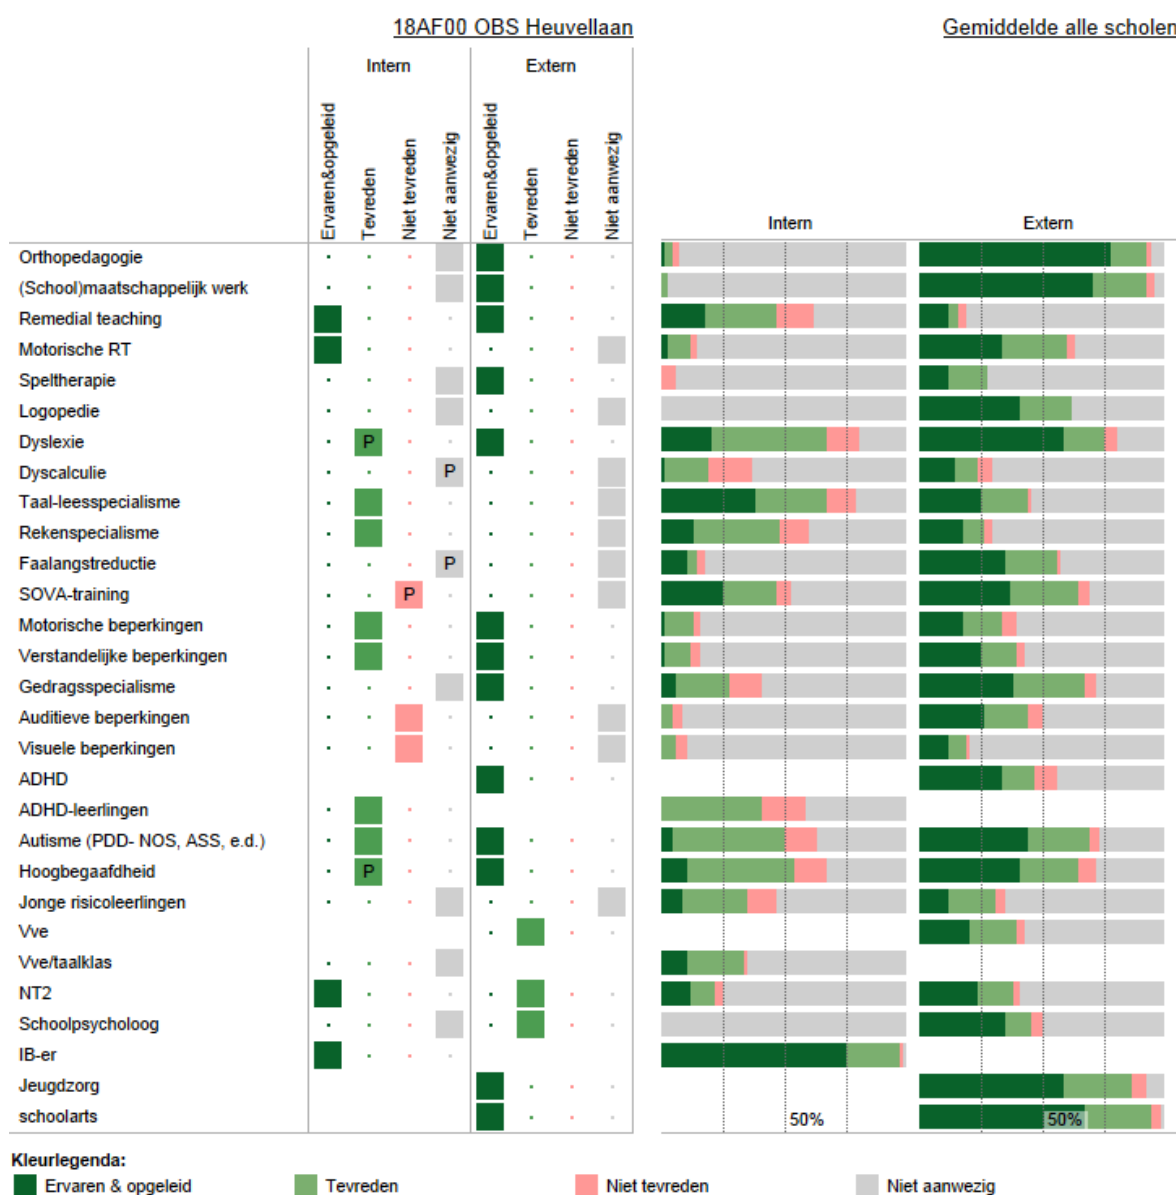 18AF00 OBS Heuvellaan
Gemiddelde alle scholen
Intern
Extern
Ervaren&opgeleid
Tevreden
Niet tevreden
Niet aanwezig
Ervaren&opgeleid
Tevreden
Niet tevreden
Niet aanwezig
Intern
Extern
Orthopedagogie
(School)maatschappelijk werk
Remedial teaching
Motorische RT
Speltherapie
Logopedie
Dyslexie P
Dyscalculie P
Taal-leesspecialisme
Rekenspecialisme
Faalangstreductie P
SOVA-training P
Motorische beperkingen
Verstandelijke beperkingen
Gedragsspecialisme
Auditieve beperkingen
Visuele beperkingen
ADHD
ADHD-leerlingen
Autisme (PDD- NOS, ASS, e.d.)
Hoogbegaafdheid P
Jonge risicoleerlingen
Vve
Vve/taalklas
NT2
Schoolpsycholoog
IB-er
Jeugdzorg
schoolarts 50% 50%
Kleurlegenda:
Ervaren & opgeleid Tevreden Niet tevreden Niet aanwezig